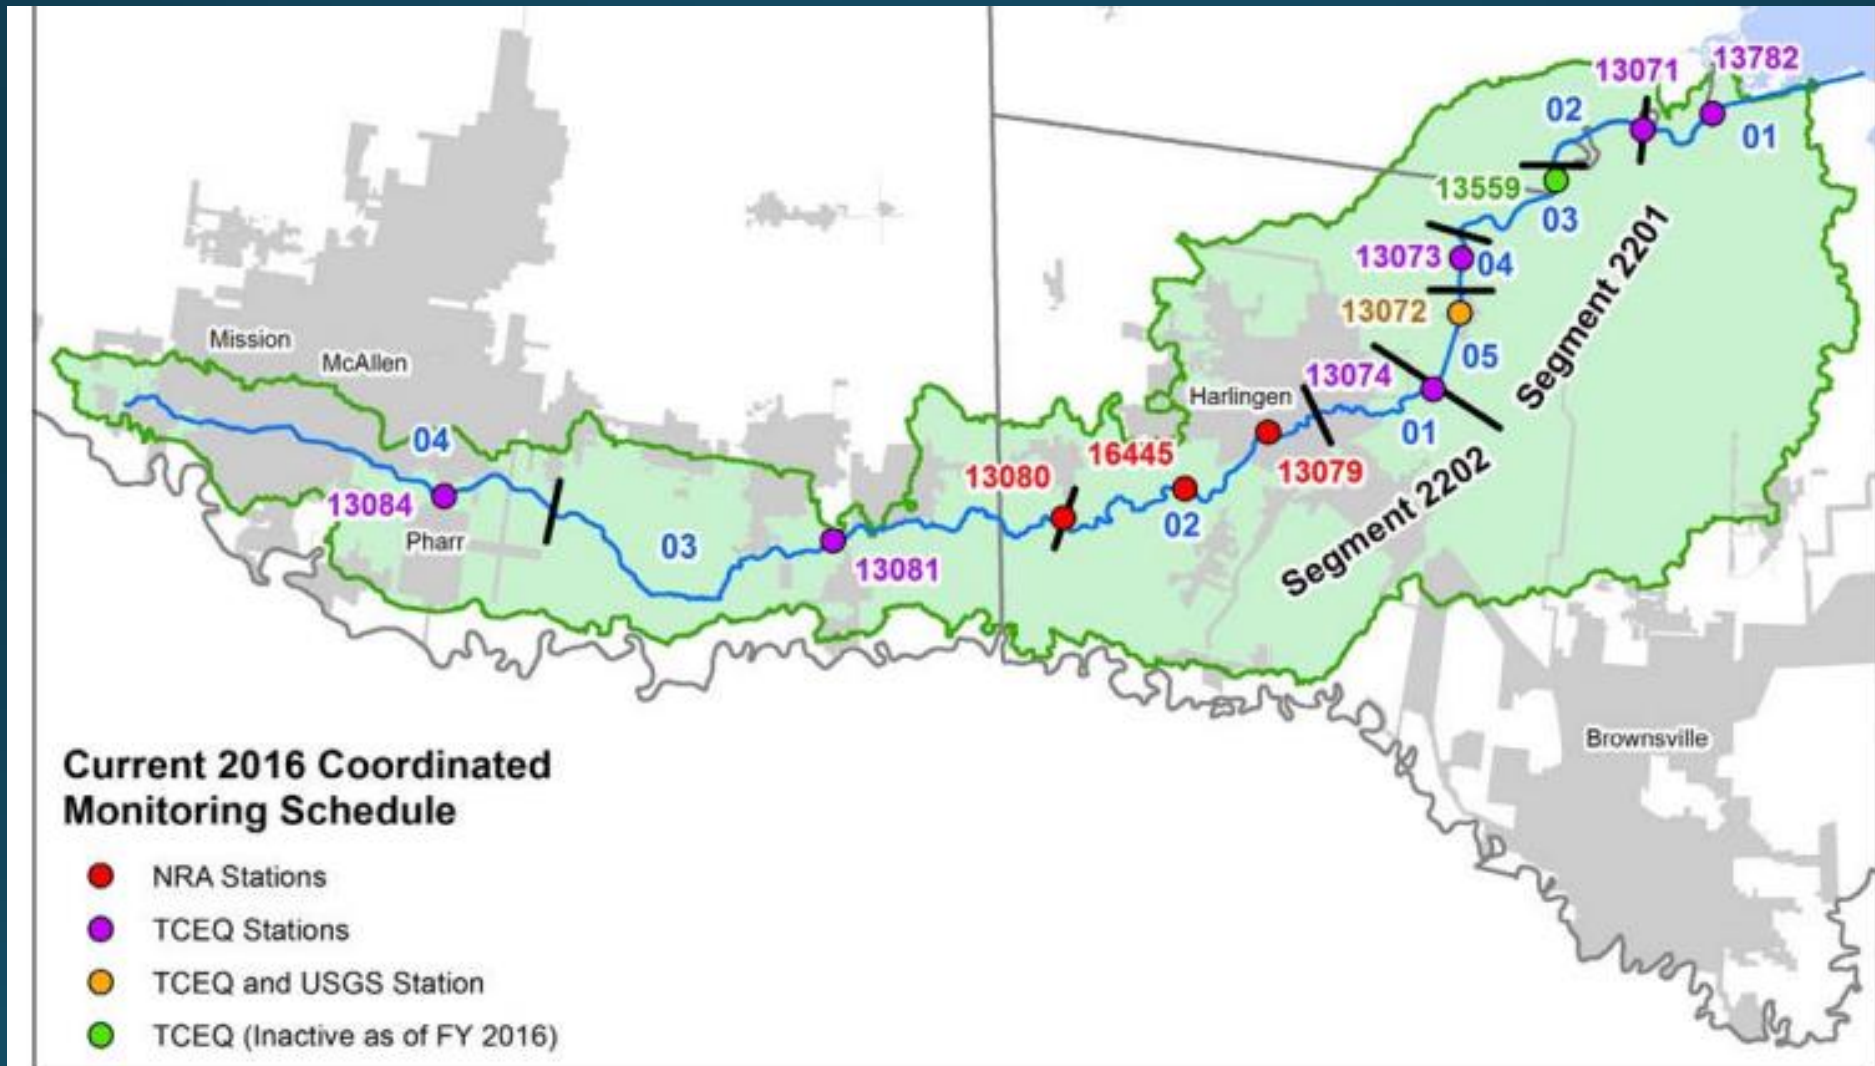 13782
13071
02
01
13559
03
13073
04
13072
Segment 2201
05
13074
Mission
McAllen
Harlingen
01
04
16445
13080
13079
Segment 2202
13084
02
Pharr
03
13081
Brownsville
Current 2016 Coordinated
Monitoring Schedule
NRA Stations
TCEQ Stations
TCEQ and USGS Station
TCEQ (Inactive as of FY 2016)